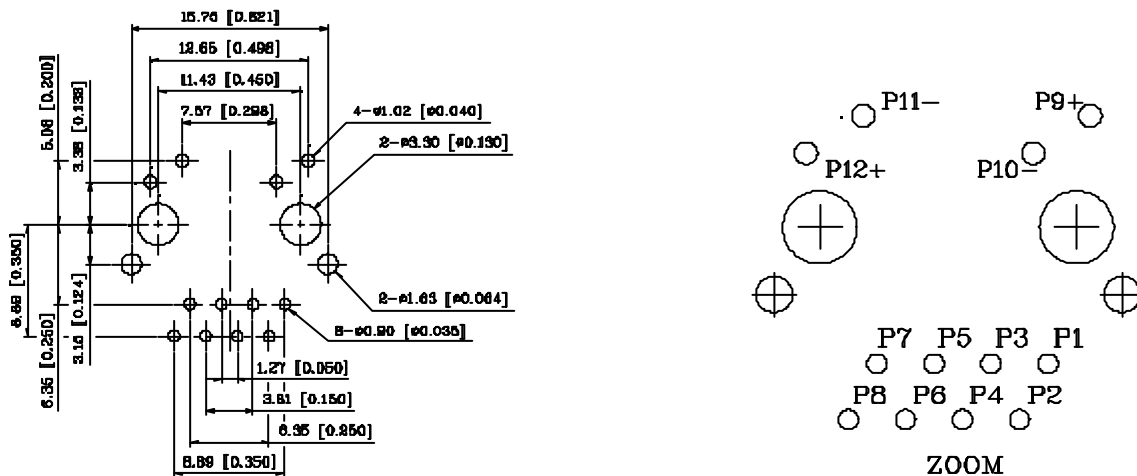 15.76 [0.621]
12.65 [0.498]
11.43 [0.450]
7.57 [0.298]
5.08 [0.200]
3.38 [0.133]
4-ø1.02 [ø0.040]
2-ø3.30 [ø0.130]
8.89 [0.350]
6.35 [0.250]
3.15 [0.124]
2-ø1.63 [ø0.064]
8-ø0.90 [ø0.035]
1.27 [0.050]
3.81 [0.150]
6.35 [0.250]
8.89 [0.350]
P11- P9+
P12+ P10-
P7 P5 P3 P1
P8 P6 P4 P2
ZOOM